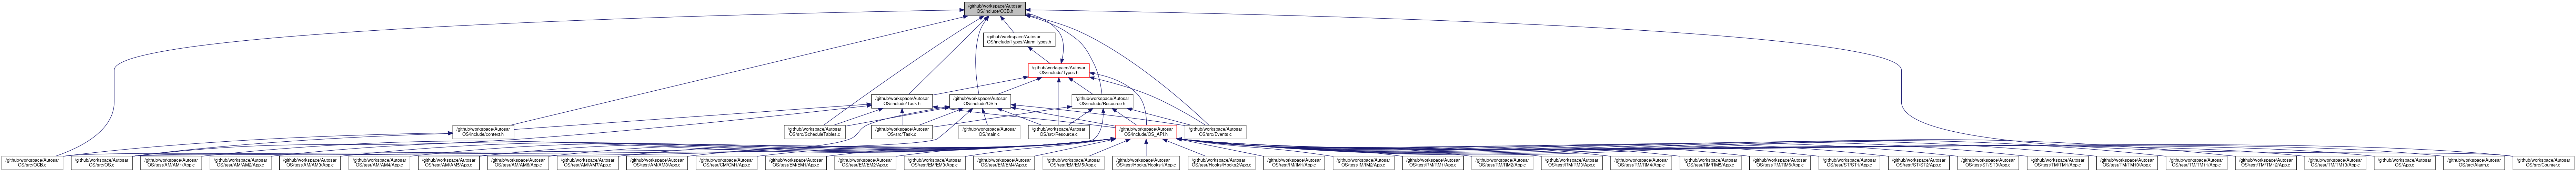 /github/workspace/Autosar
OS/include/OCB.h
/github/workspace/Autosar
OS/include/Types/AlarmTypes.h
/github/workspace/Autosar
OS/include/Types.h
/github/workspace/Autosar
OS/include/Task.h
/github/workspace/Autosar
OS/include/OS.h
/github/workspace/Autosar
OS/include/Resource.h
/github/workspace/Autosar
OS/include/context.h
/github/workspace/Autosar
OS/src/ScheduleTables.c
/github/workspace/Autosar
OS/src/Task.c
/github/workspace/Autosar
OS/main.c
/github/workspace/Autosar
OS/src/Resource.c
/github/workspace/Autosar
OS/include/OS_API.h
/github/workspace/Autosar
OS/src/Events.c
/github/workspace/Autosar
OS/src/OCB.c
/github/workspace/Autosar
OS/src/OS.c
/github/workspace/Autosar
OS/test/AM/AM1/App.c
/github/workspace/Autosar
OS/test/AM/AM2/App.c
/github/workspace/Autosar
OS/test/AM/AM3/App.c
/github/workspace/Autosar
OS/test/AM/AM4/App.c
/github/workspace/Autosar
OS/test/AM/AM5/App.c
/github/workspace/Autosar
OS/test/AM/AM6/App.c
/github/workspace/Autosar
OS/test/AM/AM7/App.c
/github/workspace/Autosar
OS/test/AM/AM8/App.c
/github/workspace/Autosar
OS/test/CM/CM1/App.c
/github/workspace/Autosar
OS/test/EM/EM1/App.c
/github/workspace/Autosar
OS/test/EM/EM2/App.c
/github/workspace/Autosar
OS/test/EM/EM3/App.c
/github/workspace/Autosar
OS/test/EM/EM4/App.c
/github/workspace/Autosar
OS/test/EM/EM5/App.c
/github/workspace/Autosar
OS/test/Hooks/Hooks1/App.c
/github/workspace/Autosar
OS/test/Hooks/Hooks2/App.c
/github/workspace/Autosar
OS/test/IM/IM1/App.c
/github/workspace/Autosar
OS/test/IM/IM2/App.c
/github/workspace/Autosar
OS/test/RM/RM1/App.c
/github/workspace/Autosar
OS/test/RM/RM2/App.c
/github/workspace/Autosar
OS/test/RM/RM3/App.c
/github/workspace/Autosar
OS/test/RM/RM4/App.c
/github/workspace/Autosar
OS/test/RM/RM5/App.c
/github/workspace/Autosar
OS/test/RM/RM6/App.c
/github/workspace/Autosar
OS/test/ST/ST1/App.c
/github/workspace/Autosar
OS/test/ST/ST2/App.c
/github/workspace/Autosar
OS/test/ST/ST3/App.c
/github/workspace/Autosar
OS/test/TM/TM1/App.c
/github/workspace/Autosar
OS/test/TM/TM10/App.c
/github/workspace/Autosar
OS/test/TM/TM11/App.c
/github/workspace/Autosar
OS/test/TM/TM12/App.c
/github/workspace/Autosar
OS/test/TM/TM13/App.c
/github/workspace/Autosar
OS/App.c
/github/workspace/Autosar
OS/src/Alarm.c
/github/workspace/Autosar
OS/src/Counter.c